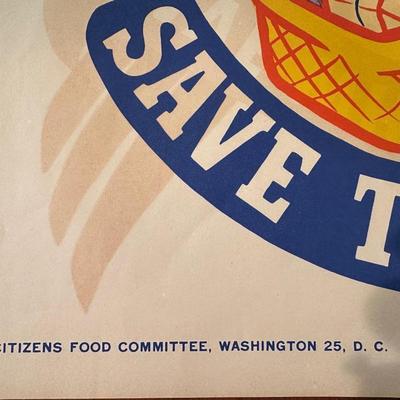 SAVE T
CITIZENS FOOD COMMITTEE, WASHINGTON 25, D. C.